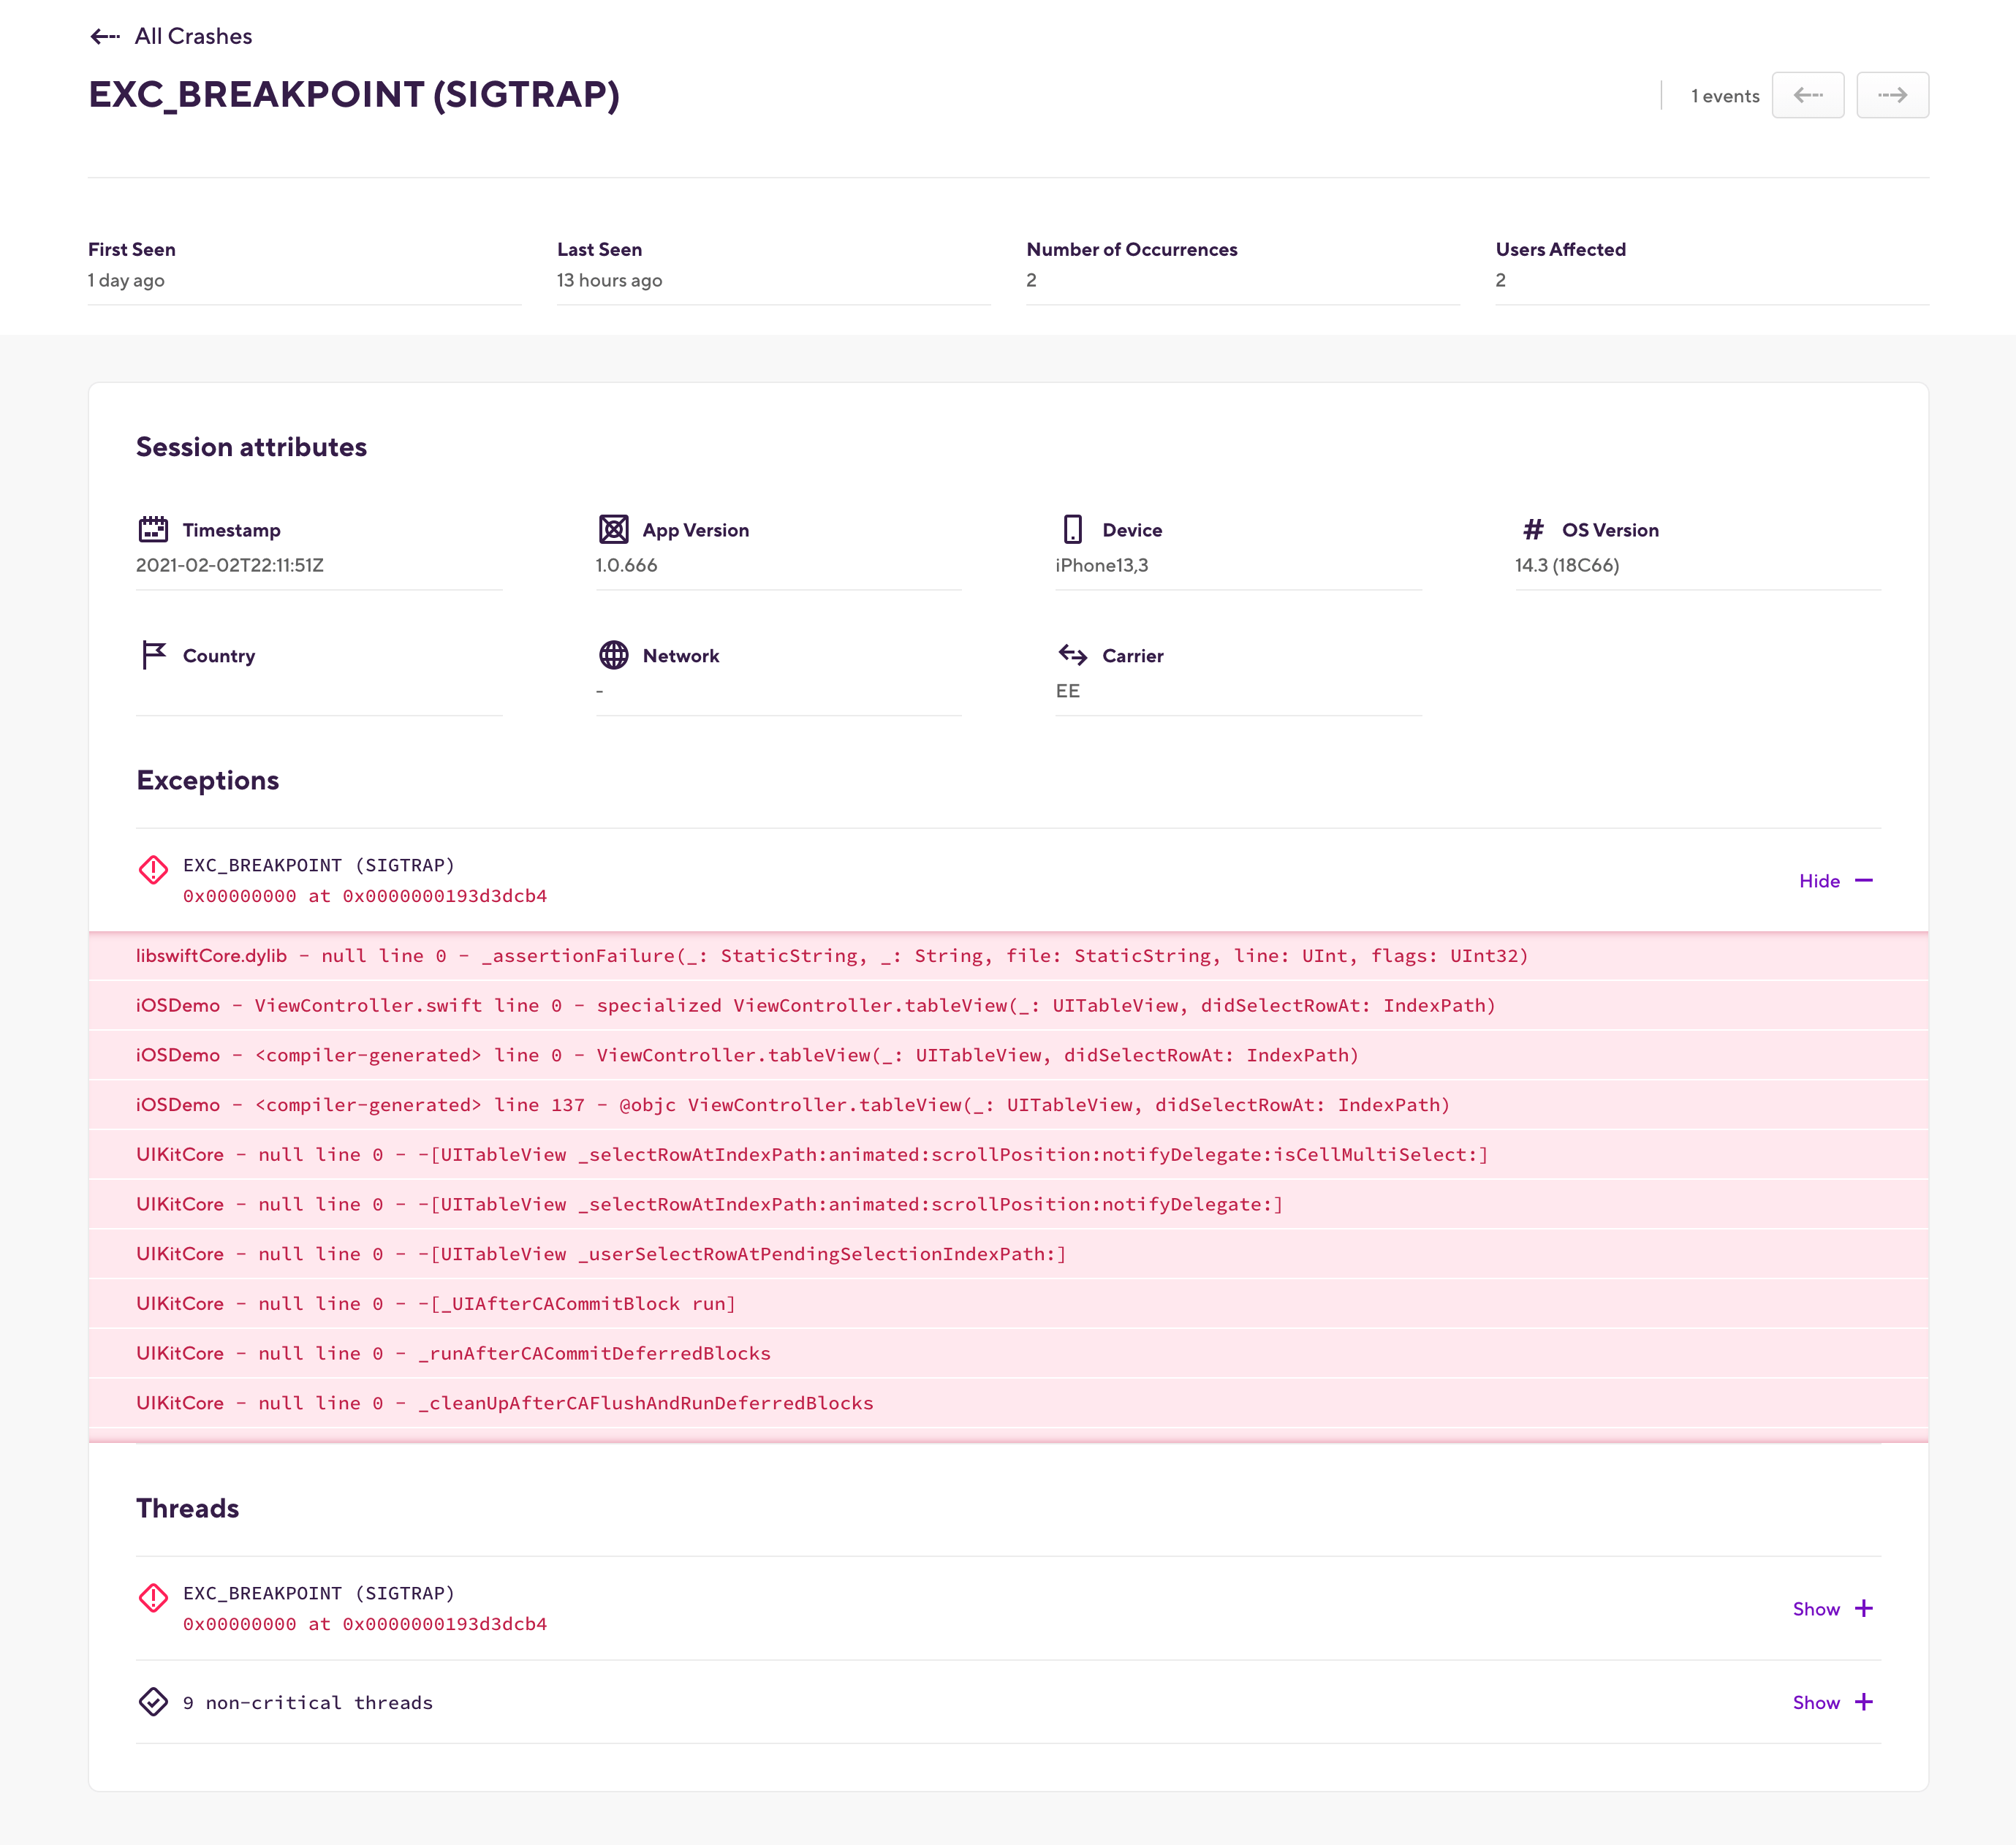 All Crashes
EXC_BREAKPOINT (SIGTRAP)
1 events
First Seen
1 day ago
Last Seen
13 hours ago
Number of Occurrences
2
Users Affected
2
Session attributes
Timestamp
2021-02-02T22:11:51Z
App Version
1.0.666
Device
iPhone13,3
OS Version
14.3 (18C66)
Country
Network
-
Carrier
EE
Exceptions
EXC_BREAKPOINT (SIGTRAP)
0x00000000 at 0x0000000193d3dcb4
Hide
libswiftCore.dylib - null line 0 - _assertionFailure(_: StaticString, _: String, file: StaticString, line: UInt, flags: UInt32)
iOSDemo - ViewController.swift line 0 - specialized ViewController.tableView(_: UITableView, didSelectRowAt: IndexPath)
iOSDemo - <compiler-generated> line 0 - ViewController.tableView(_: UITableView, didSelectRowAt: IndexPath)
iOSDemo - <compiler-generated> line 137 - @objc ViewController.tableView(_: UITableView, didSelectRowAt: IndexPath)
UIKitCore - null line 0 - -[UITableView _selectRowAtIndexPath:animated:scrollPosition:notifyDelegate:isCellMultiSelect:]
UIKitCore - null line 0 - -[UITableView _selectRowAtIndexPath:animated:scrollPosition:notifyDelegate:]
UIKitCore - null line 0 - -[UITableView _userSelectRowAtPendingSelectionIndexPath:]
UIKitCore - null line 0 - -[_UIAfterCACommitBlock run]
UIKitCore - null line 0 - _runAfterCACommitDeferredBlocks
UIKitCore - null line 0 - _cleanUpAfterCAFlushAndRunDeferredBlocks
Threads
EXC_BREAKPOINT (SIGTRAP)
0x00000000 at 0x0000000193d3dcb4
Show
9 non-critical threads
Show